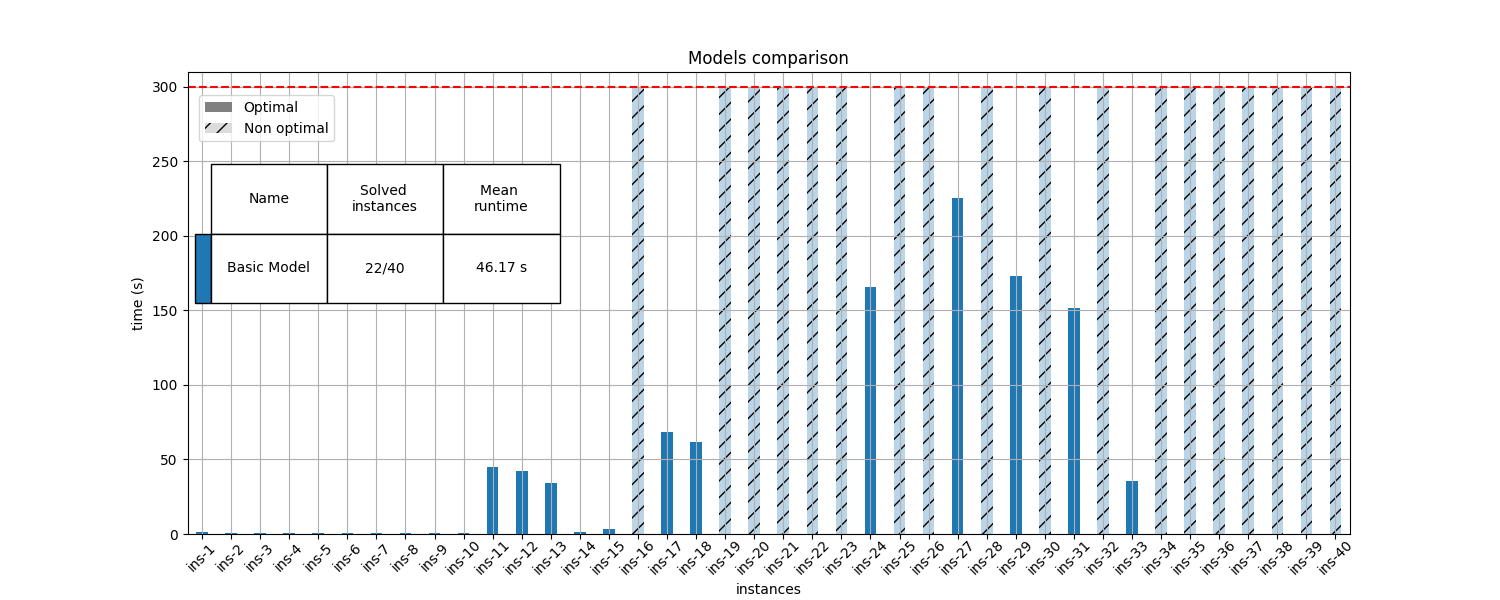 Models comparison
300
250
200
150
100
50
0
time (s)
Optimal
Non optimal
Name
Solved
instances
Mean
runtime
Basic Model
22/40
46.17 s
ins-1
ins-2
ins-3
ins-4
ins-5
ins-6
ins-7
ins-8
ins-9
ins-10
ins-11
ins-12
ins-13
ins-14
ins-15
ins-16
ins-17
ins-18
ins-19
ins-20
ins-21
ins-22
ins-23
ins-24
ins-25
ins-26
ins-27
ins-28
ins-29
ins-30
ins-31
ins-32
ins-33
ins-34
ins-35
ins-36
ins-37
ins-38
ins-39
ins-40
instances